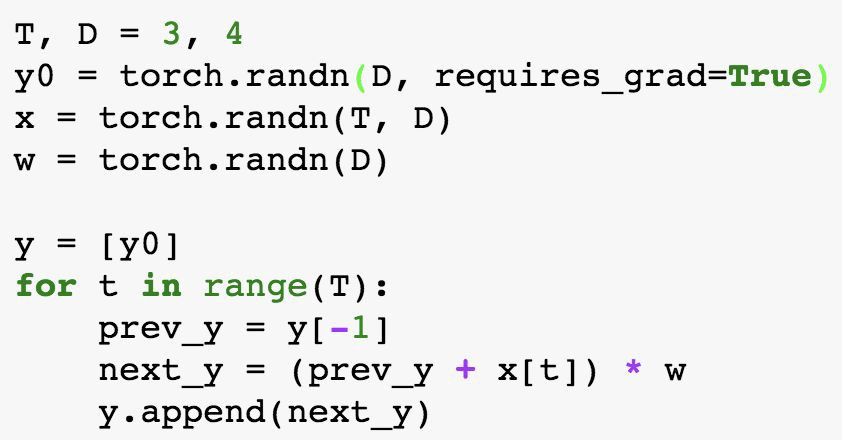 T, D = 3, 4
y0 = torch.randn(D, requires_grad=True)
x = torch.randn(T, D)
w = torch.randn(D)

y = [y0]
for t in range(T):
    prev_y = y[-1]
    next_y = (prev_y + x[t]) * w
    y.append(next_y)